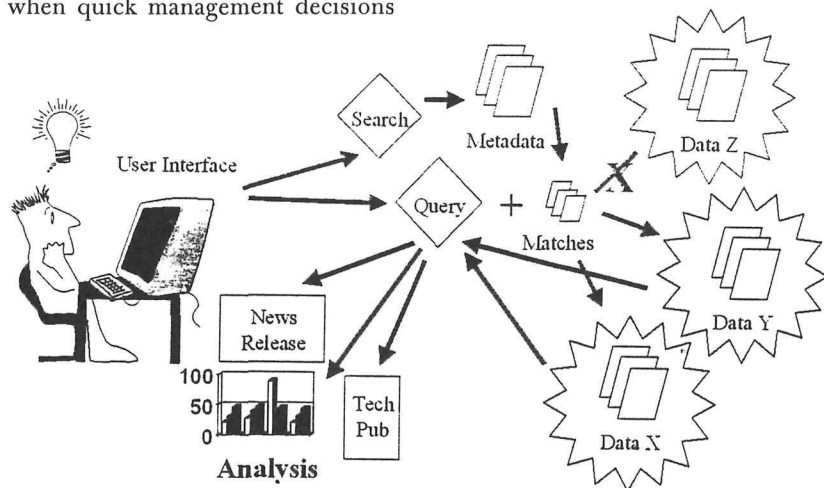 when quick management decisions
Search
Metadata
Data Z
User Interface
Query
+
Matches
X
Data Y
News
Release
100
50
0
Tech
Pub
Data X
Analysis